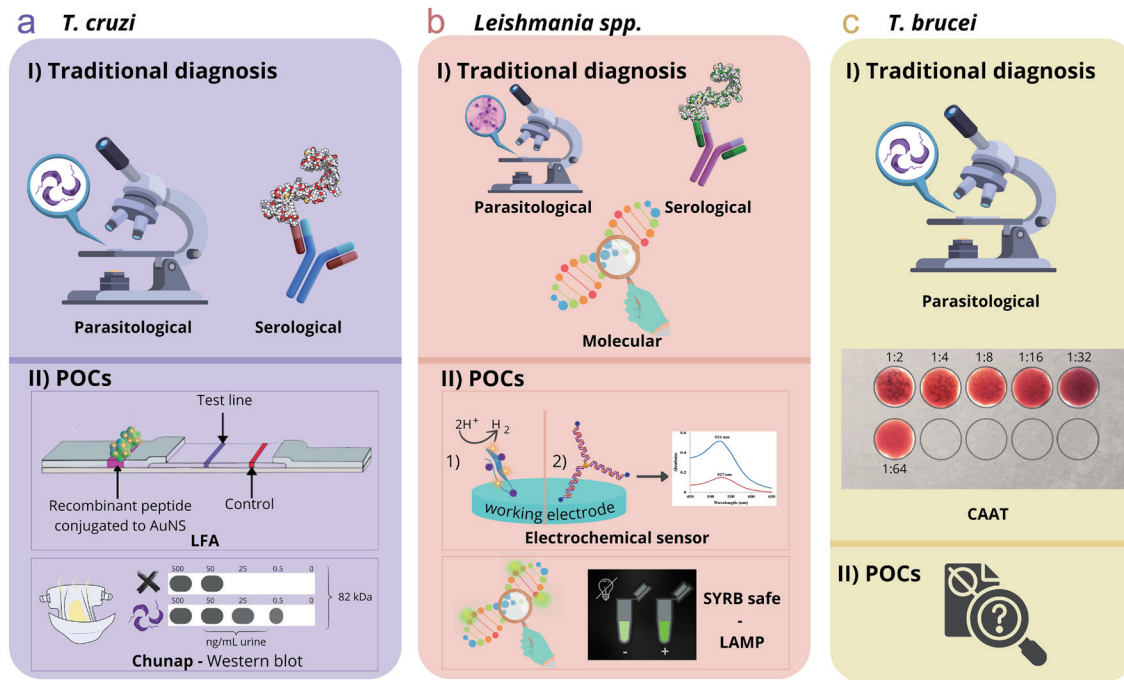 a T. cruzi
I) Traditional diagnosis
Parasitological
Serological
II) POCs
Test line
Recombinant peptide
conjugated to AuNS
Control
LFA
500 50 25 0.5 0
500 50 25 0.5 0
82 kDa
ng/mL urine
Chunap - Western blot
b Leishmania spp.
I) Traditional diagnosis
Parasitological
Serological
Molecular
II) POCs
2H+ H2
1)
2)
working electrode
Electrochemical sensor
SYRB safe
-
LAMP
- +
c T. brucei
I) Traditional diagnosis
Parasitological
1:2 1:4 1:8 1:16 1:32
1:64
CAAT
II) POCs
?